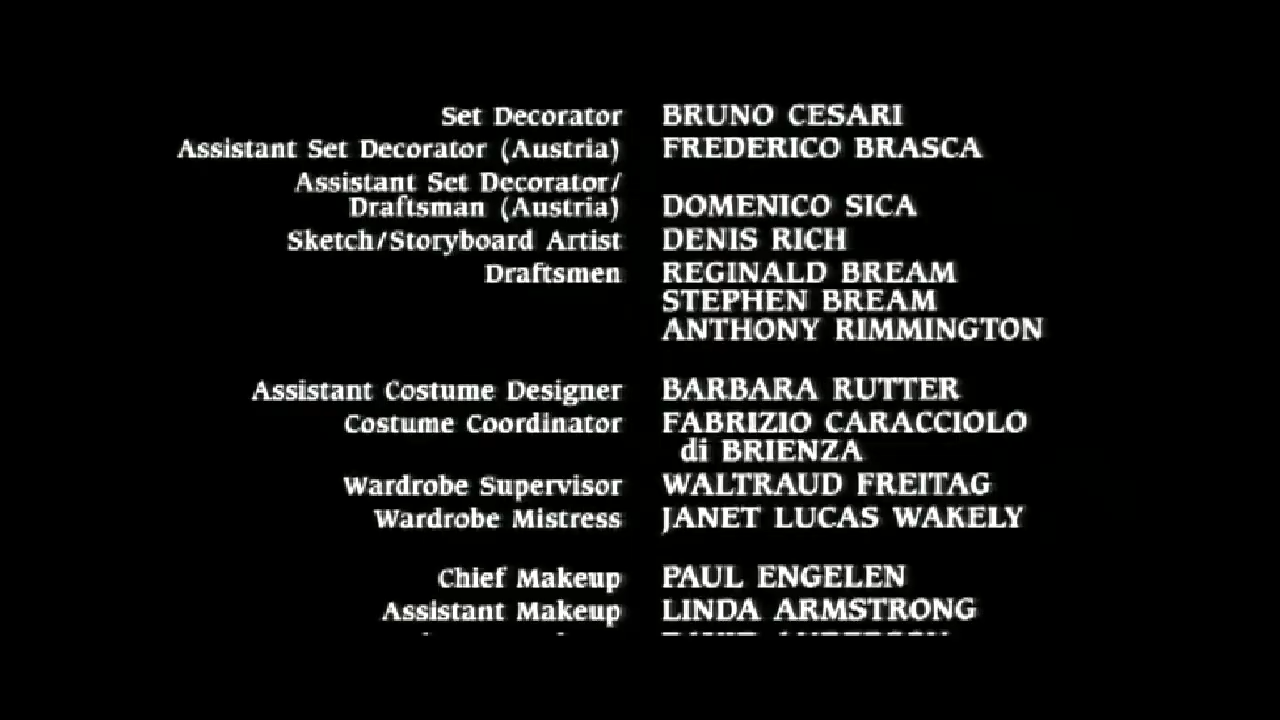 Set Decorator BRUNO CESARI
Assistant Set Decorator (Austria) FREDERICO BRASCA
Assistant Set Decorator/
Draftsman (Austria) DOMENICO SICA
Sketch/Storyboard Artist DENIS RICH
Draftsmen REGINALD BREAM
STEPHEN BREAM
ANTHONY RIMMINGTON
Assistant Costume Designer BARBARA RUTTER
Costume Coordinator FABRIZIO CARACCIOLO
di BRIENZA
Wardrobe Supervisor WALTRAUD FREITAG
Wardrobe Mistress JANET LUCAS WAKELY
Chief Makeup PAUL ENGELEN
Assistant Makeup LINDA ARMSTRONG